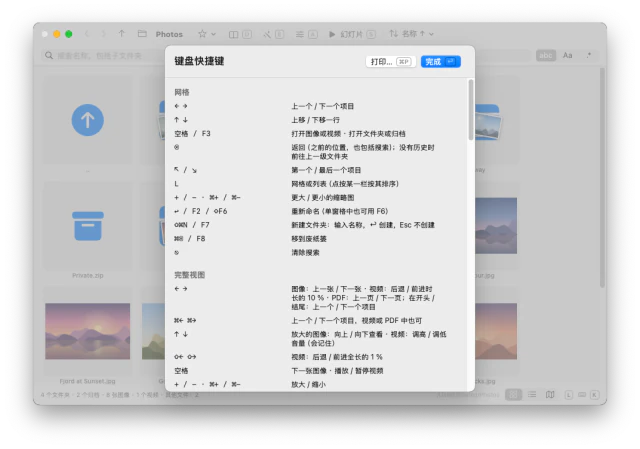 Photos
幻灯片
名称
键盘快捷键
打印... ⌘P
完成 ⏎
abc
Aa
.*
网格
← → 上一个 / 下一个项目
↑ ↓ 上移 / 下移一行
空格 / F3 打开图像或视频 · 打开文件夹或归档
⌫ 返回 (之前的位置，也包括搜索)；没有历史时
前往上一级文件夹
↖ / ↘ 第一个 / 最后一个项目
L 网格或列表 (点按某一栏按其排序)
+ / − · ⌘+ / ⌘− 更大 / 更小的缩略图
↩ / F2 / ⇧F6 重新命名 (单窗格中也可用 F6)
⇧⌘N / F7 新建文件夹：输入名称，↩ 创建，Esc 不创建
⌘⌫ / F8 移到废纸篓
⎋ 清除搜索
完整视图
← → 图像：上一张 / 下一张 · 视频：后退 / 前进时
长的 10 % · PDF：上一页 / 下一页；在开头 /
结尾：上一个 / 下一个项目
⌘← ⌘→ 上一个 / 下一个项目，视频或 PDF 中也可
↑ ↓ 放大的图像：向上 / 向下查看 · 视频：调高 / 调低
音量 (会记住)
⇧← ⇧→ 视频：后退 / 前进全长的 1 %
空格 下一张图像 · 播放 / 暂停视频
+ / − · ⌘+ / ⌘− 放大 / 缩小
Private.zip
Fjord at Sunset.jpg
L
K